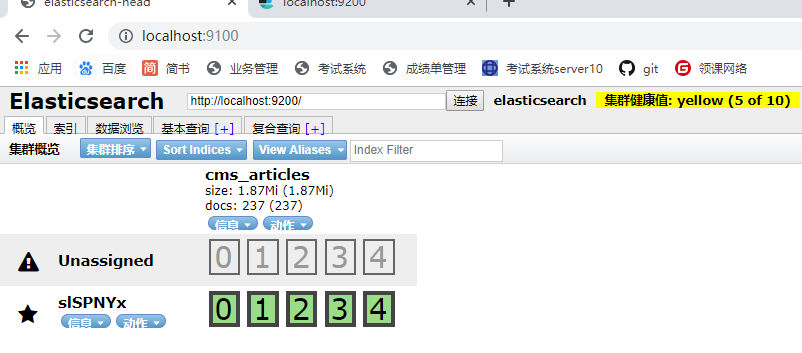 elasticsearch-head
localhost:9200
localhost:9100
应用 百度 简书 业务管理 考试系统 成绩单管理 考试系统server10 git 领课网络
Elasticsearch http://localhost:9200/ 连接 elasticsearch 集群健康值: yellow (5 of 10)
概览 索引 数据浏览 基本查询 [+] 复合查询 [+]
集群概览 集群排序 Sort Indices View Aliases Index Filter
cms_articles
size: 1.87Mi (1.87Mi)
docs: 237 (237)
信息 动作
Unassigned 0 1 2 3 4
slSPNYx 0 1 2 3 4
信息 动作